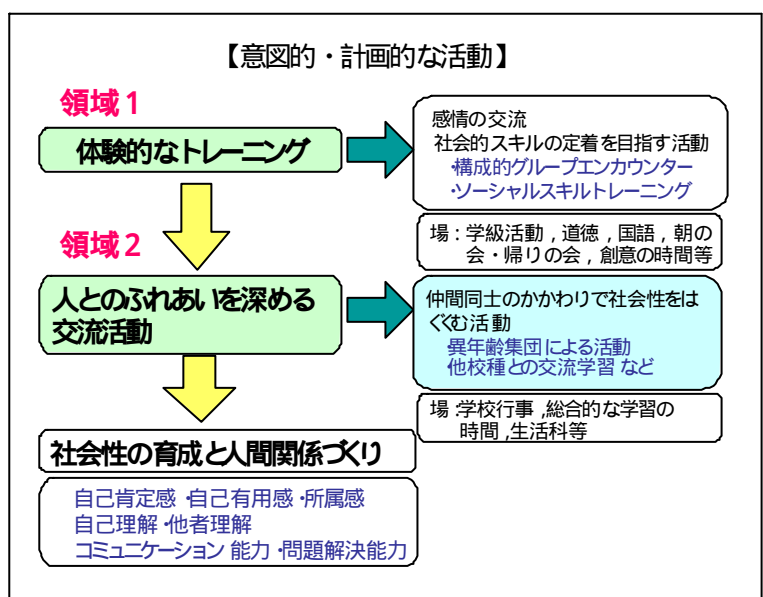 【意図的・計画的な活動】
領域1
体験的なトレーニング
感情の交流
社会的スキルの定着を目指す活動
・構成的グループエンカウンター
・ソーシャルスキルトレーニング
場：学級活動，道徳，国語，朝の
会・帰りの会，創意の時間等
領域2
人とのふれあいを深める
交流活動
仲間同士のかかわりで社会性をは
ぐくむ活動
・異年齢集団による活動
・他校種との交流学習 など
場：学校行事，総合的な学習の
時間，生活科等
社会性の育成と人間関係づくり
自己肯定感・自己有用感・所属感
自己理解・他者理解
コミュニケーション能力・問題解決能力